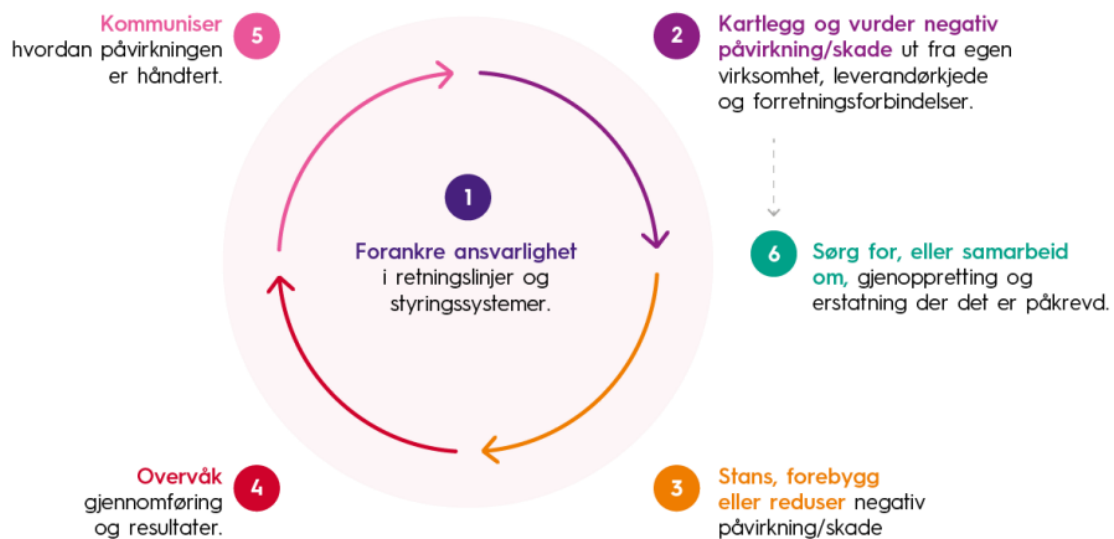 1
Forankre ansvarlighet
i retningslinjer og
styringssystemer.
2
Kartlegg og vurder negativ
påvirkning/skade ut fra egen
virksomhet, leverandørkjede
og forretningsforbindelser.
3
Stans, forebygg
eller reduser negativ
påvirkning/skade
4
Overvåk
gjennomføring
og resultater.
5
Kommuniser
hvordan påvirkningen
er håndtert.
6
Sørg for, eller samarbeid
om, gjenoppretting og
erstatning der det er påkrevd.